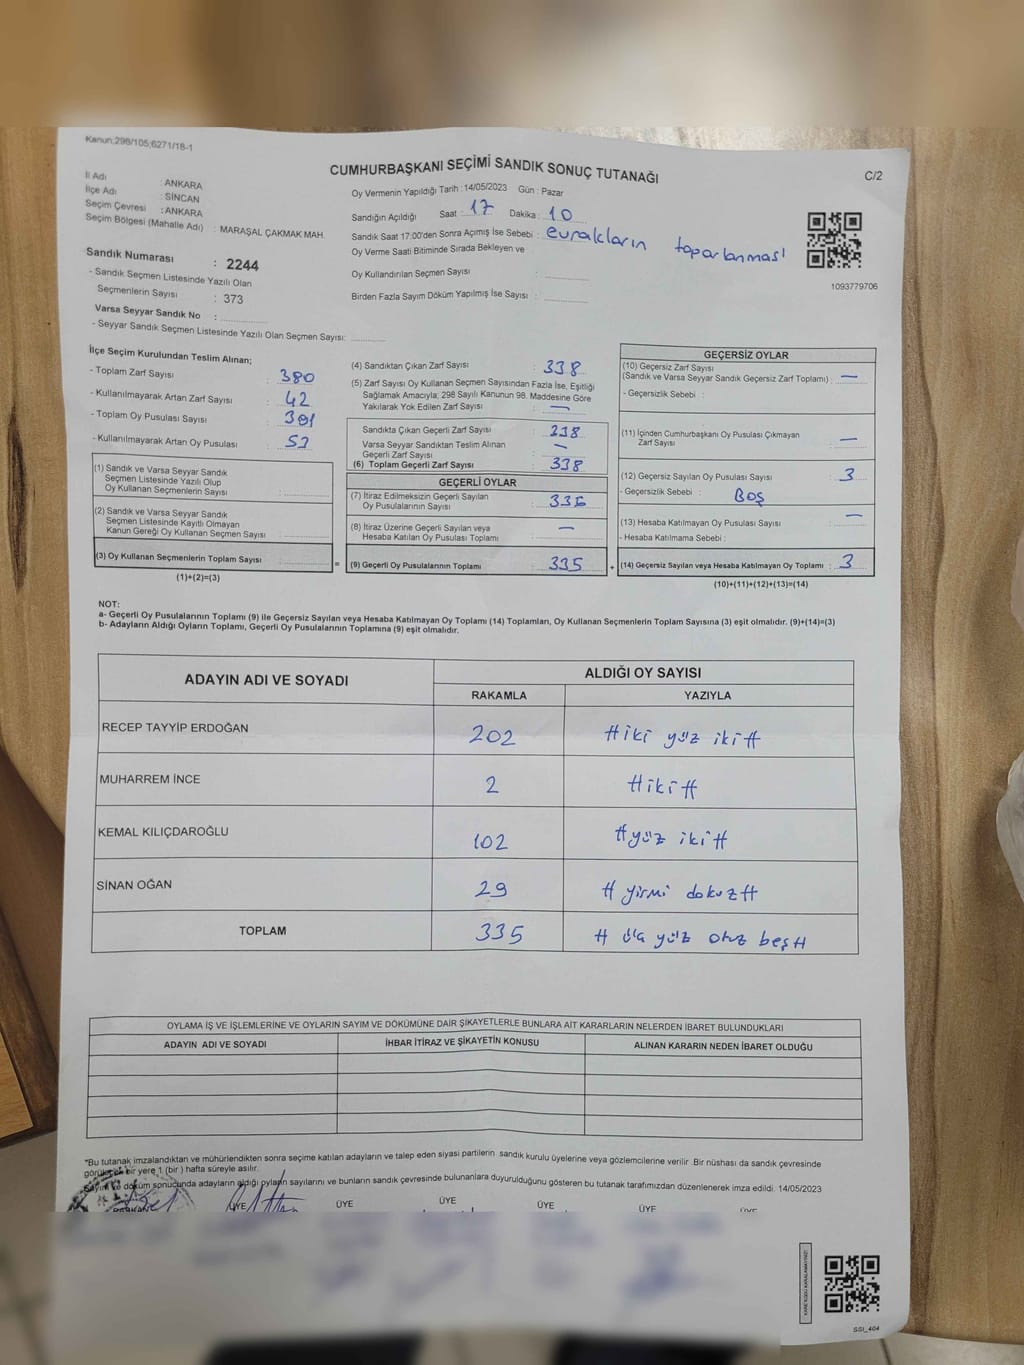 Kanun:298/105;6271/18-1
CUMHURBAŞKANI SEÇİMİ SANDIK SONUÇ TUTANAĞI
C/2
İl Adı : ANKARA
İlçe Adı : SİNCAN
Seçim Çevresi : ANKARA
Seçim Bölgesi (Mahalle Adı) : MARAŞAL ÇAKMAK MAH.
Oy Vermenin Yapıldığı Tarih : 14/05/2023 Gün : Pazar
Sandığın Açıldığı Saat : 17 Dakika : 10
Sandık Saat 17:00'den Sonra Açımış İse Sebebi : evrakların toparlanması
Oy Verme Saati Bitiminde Sırada Bekleyen ve
Oy Kullandırılan Seçmen Sayısı :
Birden Fazla Sayım Döküm Yapılmış İse Sayısı :
1093779706
Sandık Numarası : 2244
- Sandık Seçmen Listesinde Yazılı Olan
Seçmenlerin Sayısı : 373
Varsa Seyyar Sandık No :
- Seyyar Sandık Seçmen Listesinde Yazılı Olan Seçmen Sayısı:
İlçe Seçim Kurulundan Teslim Alınan;
- Toplam Zarf Sayısı : 380
- Kullanılmayarak Artan Zarf Sayısı : 42
- Toplam Oy Pusulası Sayısı :
- Kullanılmayarak Artan Oy Pusulası :
(1) Sandık ve Varsa Seyyar Sandık
Seçmen Listesinde Yazılı Olup
Oy Kullanan Seçmenlerin Sayısı :
(2) Sandık ve Varsa Seyyar Sandık
Seçmen Listesinde Kayıtlı Olmayan
Kanun Gereği Oy Kullanan Seçmen Sayısı :
(3) Oy Kullanan Seçmenlerin Toplam Sayısı : =
(1)+(2)=(3)
(4) Sandıktan Çıkan Zarf Sayısı : 338
(5) Zarf Sayısı Oy Kullanan Seçmen Sayısından Fazla İse, Eşitliği
Sağlamak Amacıyla; 298 Sayılı Kanunun 98. Maddesine Göre
Yakılarak Yok Edilen Zarf Sayısı : —
Sandıkta Çıkan Geçerli Zarf Sayısı : 338
Varsa Seyyar Sandıktan Teslim Alınan
Geçerli Zarf Sayısı : —
(6) Toplam Geçerli Zarf Sayısı : 338
GEÇERLİ OYLAR
(7) İtiraz Edilmeksizin Geçerli Sayılan
Oy Pusulalarının Sayısı : 335
(8) İtiraz Üzerine Geçerli Sayılan veya
Hesaba Katılan Oy Pusulası Toplamı : —
(9) Geçerli Oy Pusulalarının Toplamı : 335 +
GEÇERSİZ OYLAR
(10) Geçersiz Zarf Sayısı
(Sandık ve Varsa Seyyar Sandık Geçersiz Zarf Toplamı) : —
- Geçersizlik Sebebi :
(11) İçinden Cumhurbaşkanı Oy Pusulası Çıkmayan
Zarf Sayısı : —
(12) Geçersiz Sayılan Oy Pusulası Sayısı : 3
- Geçersizlik Sebebi : Boş
(13) Hesaba Katılmayan Oy Pusulası Sayısı : —
- Hesaba Katılmama Sebebi :
(14) Geçersiz Sayılan veya Hesaba Katılmayan Oy Toplamı : 3
(10)+(11)+(12)+(13)=(14)
NOT:
a- Geçerli Oy Pusulalarının Toplamı (9) ile Geçersiz Sayılan veya Hesaba Katılmayan Oy Toplamı (14) Toplamları, Oy Kullanan Seçmenlerin Toplam Sayısına (3) eşit olmalıdır. (9)+(14)=(3)
b- Adayların Aldığı Oyların Toplamı, Geçerli Oy Pusulalarının Toplamına (9) eşit olmalıdır.
ADAYIN ADI VE SOYADI
ALDIĞI OY SAYISI
RAKAMLA YAZIYLA
RECEP TAYYİP ERDOĞAN 202 # iki yüz iki #
MUHARREM İNCE 2 # iki #
KEMAL KILIÇDAROĞLU 102 # yüz iki #
SİNAN OĞAN 29 # yirmi dokuz #
TOPLAM 335 # üç yüz otuz beş #
OYLAMA İŞ VE İŞLEMLERİNE VE OYLARIN SAYIM VE DÖKÜMÜNE DAİR ŞİKAYETLERLE BUNLARA AİT KARARLARIN NELERDEN İBARET BULUNDUKLARI
ADAYIN ADI VE SOYADI İHBAR İTİRAZ VE ŞİKAYETİN KONUSU ALINAN KARARIN NEDEN İBARET OLDUĞU
*Bu tutanak imzalandıktan ve mühürlendikten sonra seçime katılan adayların ve talep eden siyasi partilerin sandık kurulu üyelerine veya gözlemcilerine verilir. Bir nüshası da sandık çevresinde
görülecek bir yere 1 (bir) hafta süreyle asılır.
Sayım ve döküm sonucunda adayların aldığı oyların sayılarını ve bunların sandık çevresinde bulunanlara duyurulduğunu gösteren bu tutanak tarafımızdan düzenlenerek imza edildi. 14/05/2023
BAŞKAN ÜYE ÜYE ÜYE ÜYE ÜYE ÜYE
SSI_404